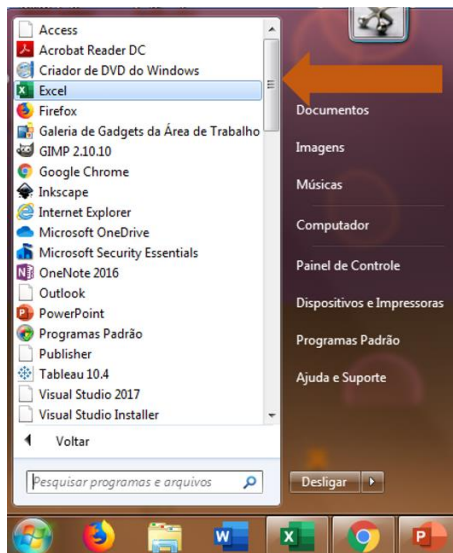 Access
Acrobat Reader DC
Criador de DVD do Windows
Excel
Firefox
Galeria de Gadgets da Área de Trabalho
GIMP 2.10.10
Google Chrome
Inkscape
Internet Explorer
Microsoft OneDrive
Microsoft Security Essentials
OneNote 2016
Outlook
PowerPoint
Programas Padrão
Publisher
Tableau 10.4
Visual Studio 2017
Visual Studio Installer
Voltar
Pesquisar programas e arquivos
Documentos
Imagens
Músicas
Computador
Painel de Controle
Dispositivos e Impressoras
Programas Padrão
Ajuda e Suporte
Desligar